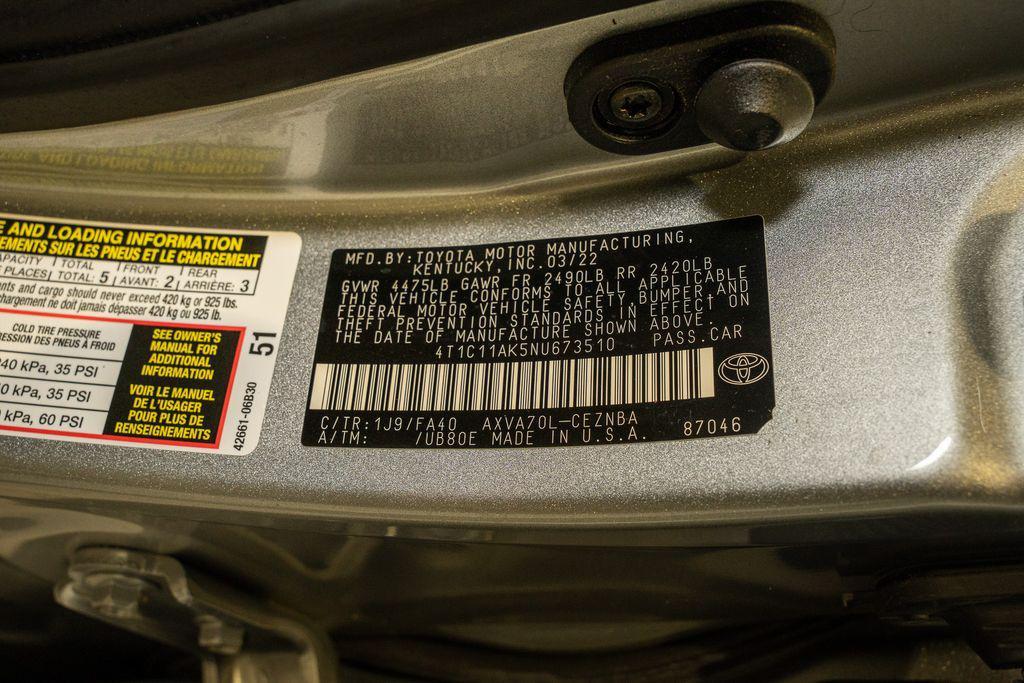 E AND LOADING INFORMATION
EMENTS SUR LES PNEUS ET LE CHARGEMENT
APACITY TOTAL FRONT REAR
PLACES TOTAL: 5 AVANT: 2 ARRIÈRE: 3
nts and cargo should never exceed 420 kg or 925 lbs.
ment ne doit jamais dépasser 420 kg ou 925 lb.
COLD TIRE PRESSURE
RESSION DES PNEUS À FROID
240 kPa, 35 PSI
40 kPa, 35 PSI
kPa, 60 PSI
SEE OWNER'S
MANUAL FOR
ADDITIONAL
INFORMATION
VOIR LE MANUEL
DE L'USAGER
POUR PLUS DE
RENSEIGNEMENTS
51
42661-06B30
MFD.BY:TOYOTA MOTOR MANUFACTURING,
KENTUCKY, INC.03/22
GVWR 4475LB GAWR FR 2490LB RR 2420LB
THIS VEHICLE CONFORMS TO ALL APPLICABLE
FEDERAL MOTOR VEHICLE SAFETY, BUMPER AND
THEFT PREVENTION STANDARDS IN EFFECT ON
THE DATE OF MANUFACTURE SHOWN ABOVE.
4T1C11AK5NU673510 PASS.CAR
C/TR:1J9/FA40 AXVA70L-CEZNBA
A/TM: /UB80E MADE IN U.S.A. 87046